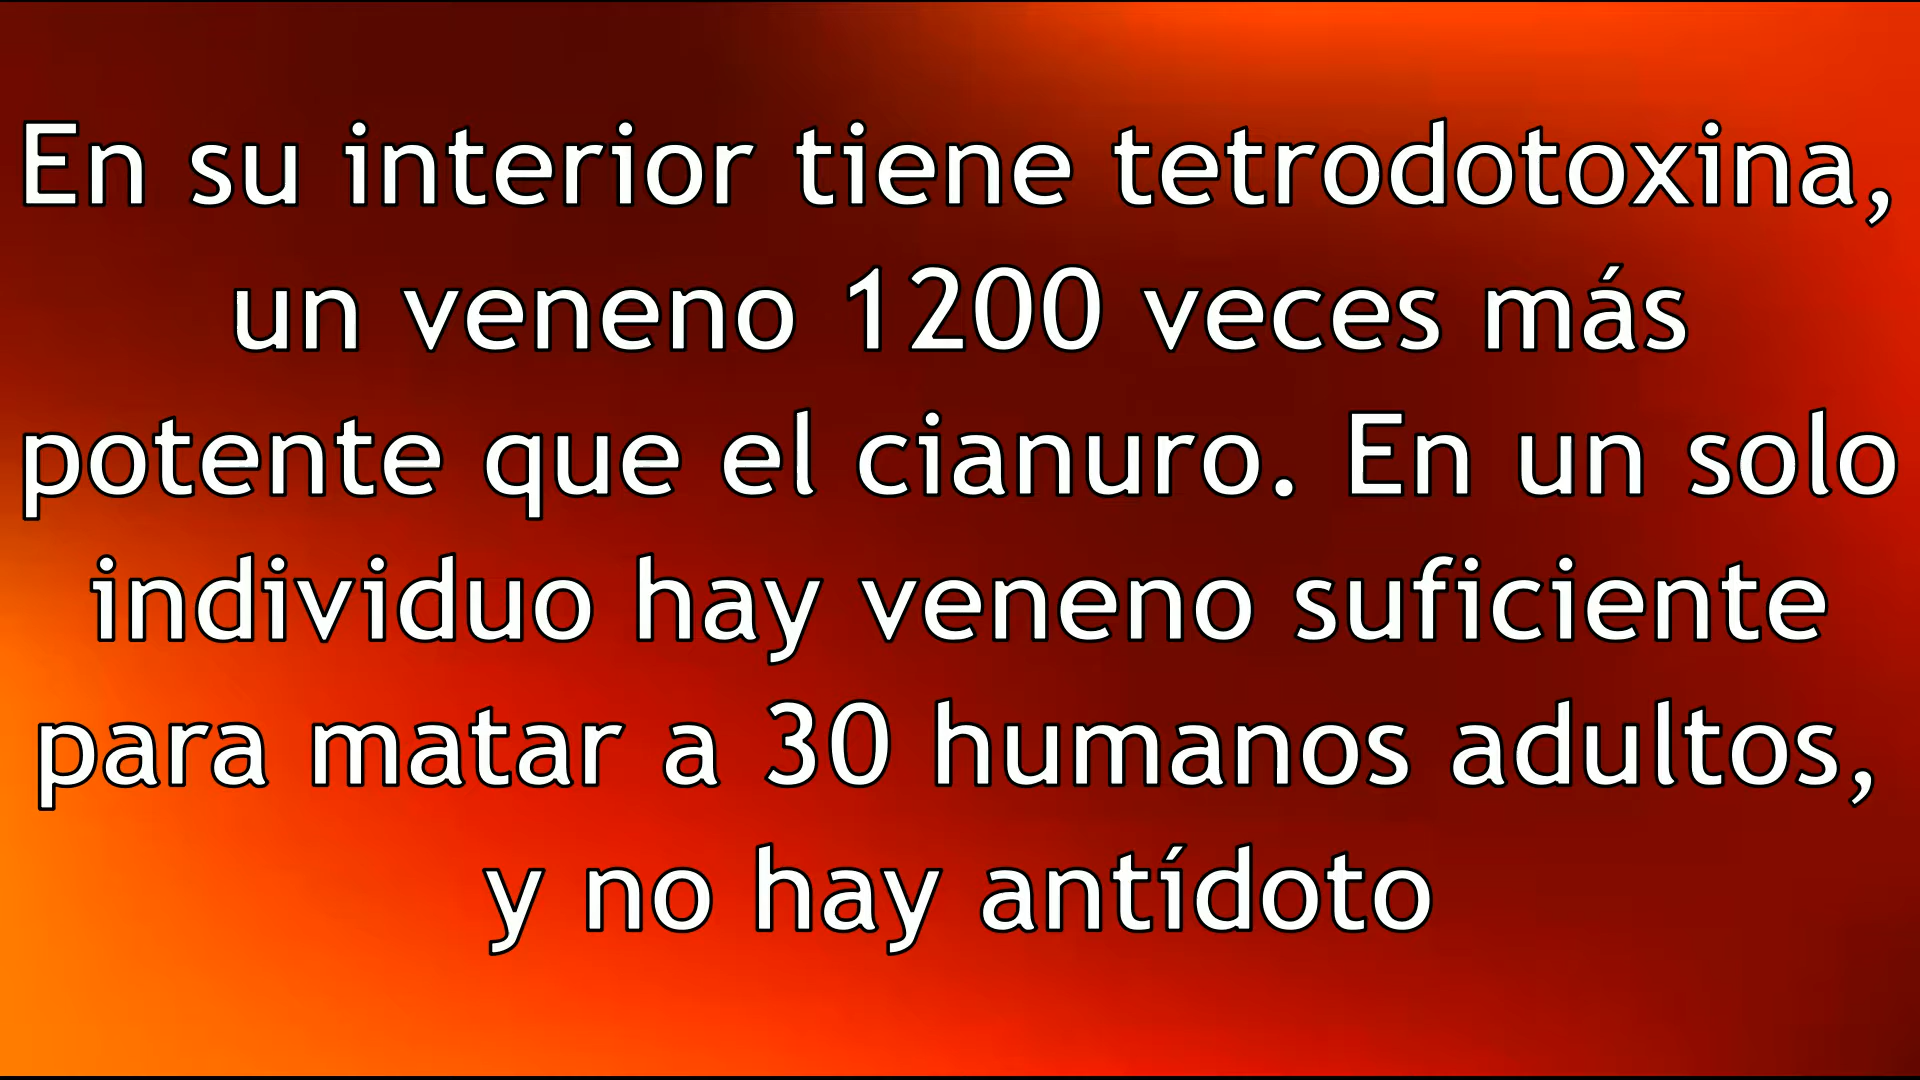 En su interior tiene tetrodotoxina,
un veneno 1200 veces más
potente que el cianuro. En un solo
individuo hay veneno suficiente
para matar a 30 humanos adultos,
y no hay antídoto